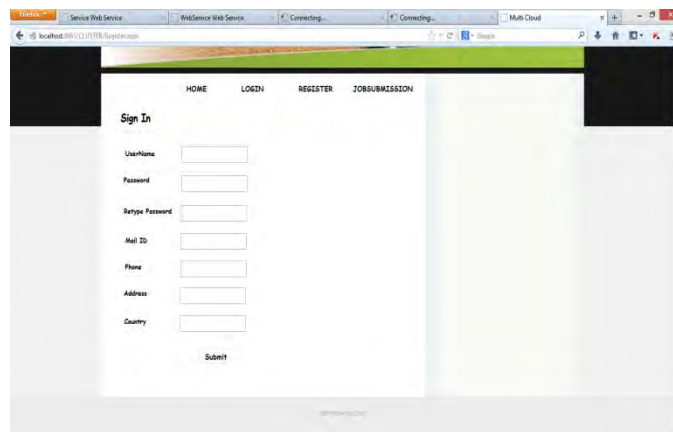 Firefox
Service Web Service
WebService Web Service
Connecting...
Connecting...
Multi Cloud
Google
HOME LOGIN REGISTER JOBSUBMISSION
Sign In
UserName
Password
Retype Password
Mail ID
Phone
Address
Country
Submit